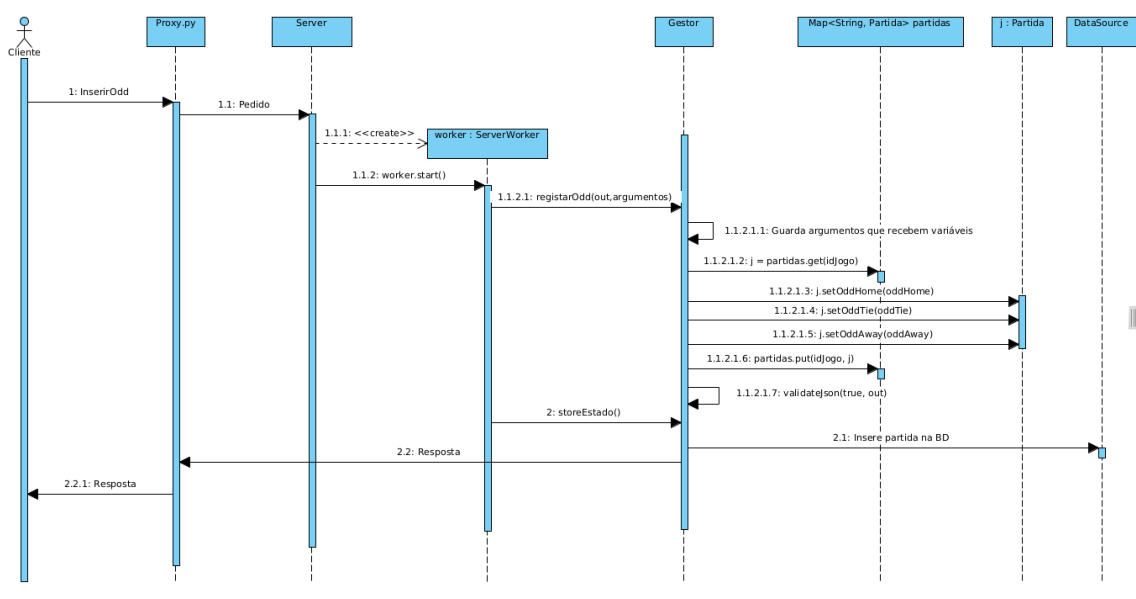 Proxy.py
Server
Gestor
Map<String, Partida> partidas
j : Partida
DataSource
Cliente
1: InserirOdd
1.1: Pedido
1.1.1: <<create>>
worker : ServerWorker
1.1.2: worker.start()
1.1.2.1: registarOdd(out,argumentos)
1.1.2.1.1: Guarda argumentos que recebem variáveis
1.1.2.1.2: j = partidas.get(idJogo)
1.1.2.1.3: j.setOddHome(oddHome)
1.1.2.1.4: j.setOddTie(oddTie)
1.1.2.1.5: j.setOddAway(oddAway)
1.1.2.1.6: partidas.put(idJogo, j)
1.1.2.1.7: validateJson(true, out)
2: storeEstado()
2.1: Insere partida na BD
2.2: Resposta
2.2.1: Resposta